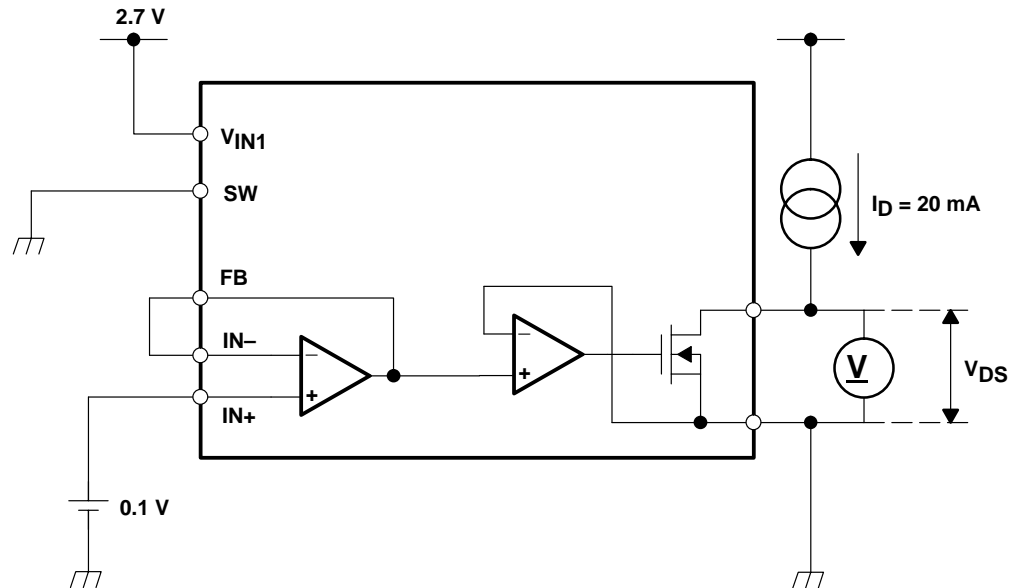 2.7 V
VIN1
SW
FB
IN–
IN+
0.1 V
–
+
–
+
ID = 20 mA
V
VDS